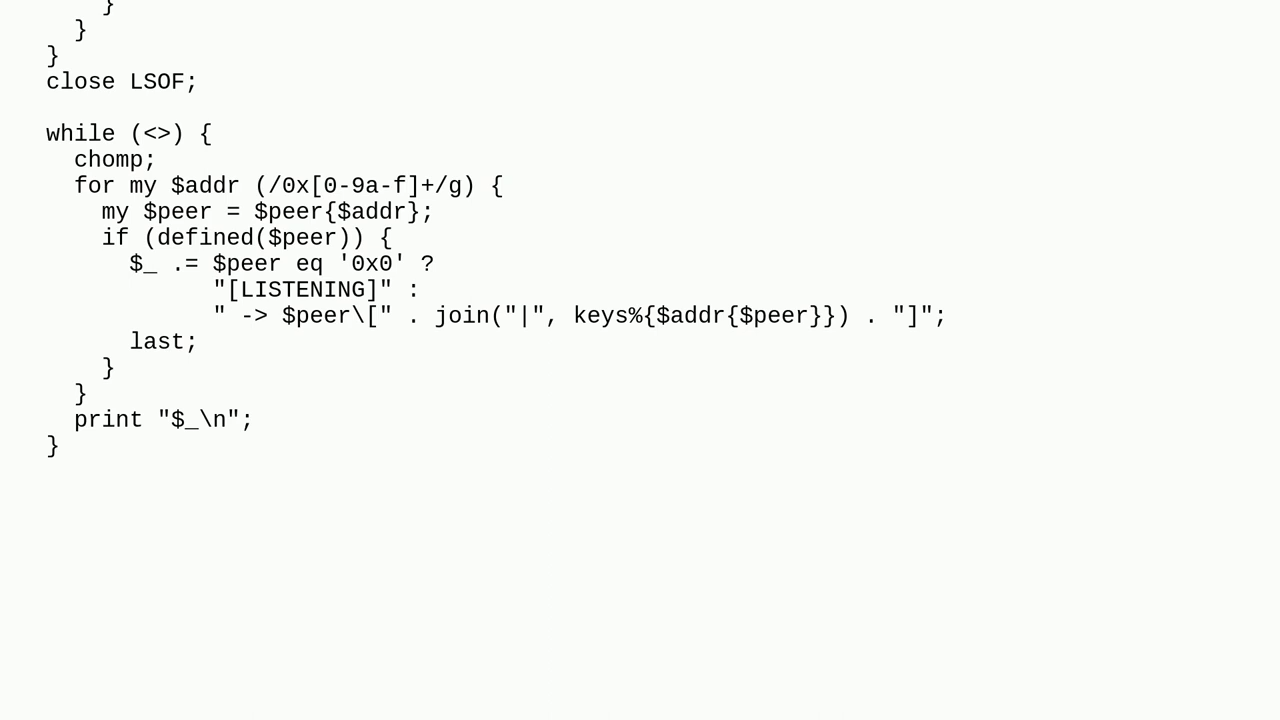 }
  }
}
close LSOF;

while (<>) {
  chomp;
  for my $addr (/0x[0-9a-f]+/g) {
    my $peer = $peer{$addr};
    if (defined($peer)) {
      $_ .= $peer eq '0x0' ?
            "[LISTENING]" :
            " -> $peer\[" . join("|", keys%{$addr{$peer}}) . "]";
      last;
    }
  }
  print "$_\n";
}